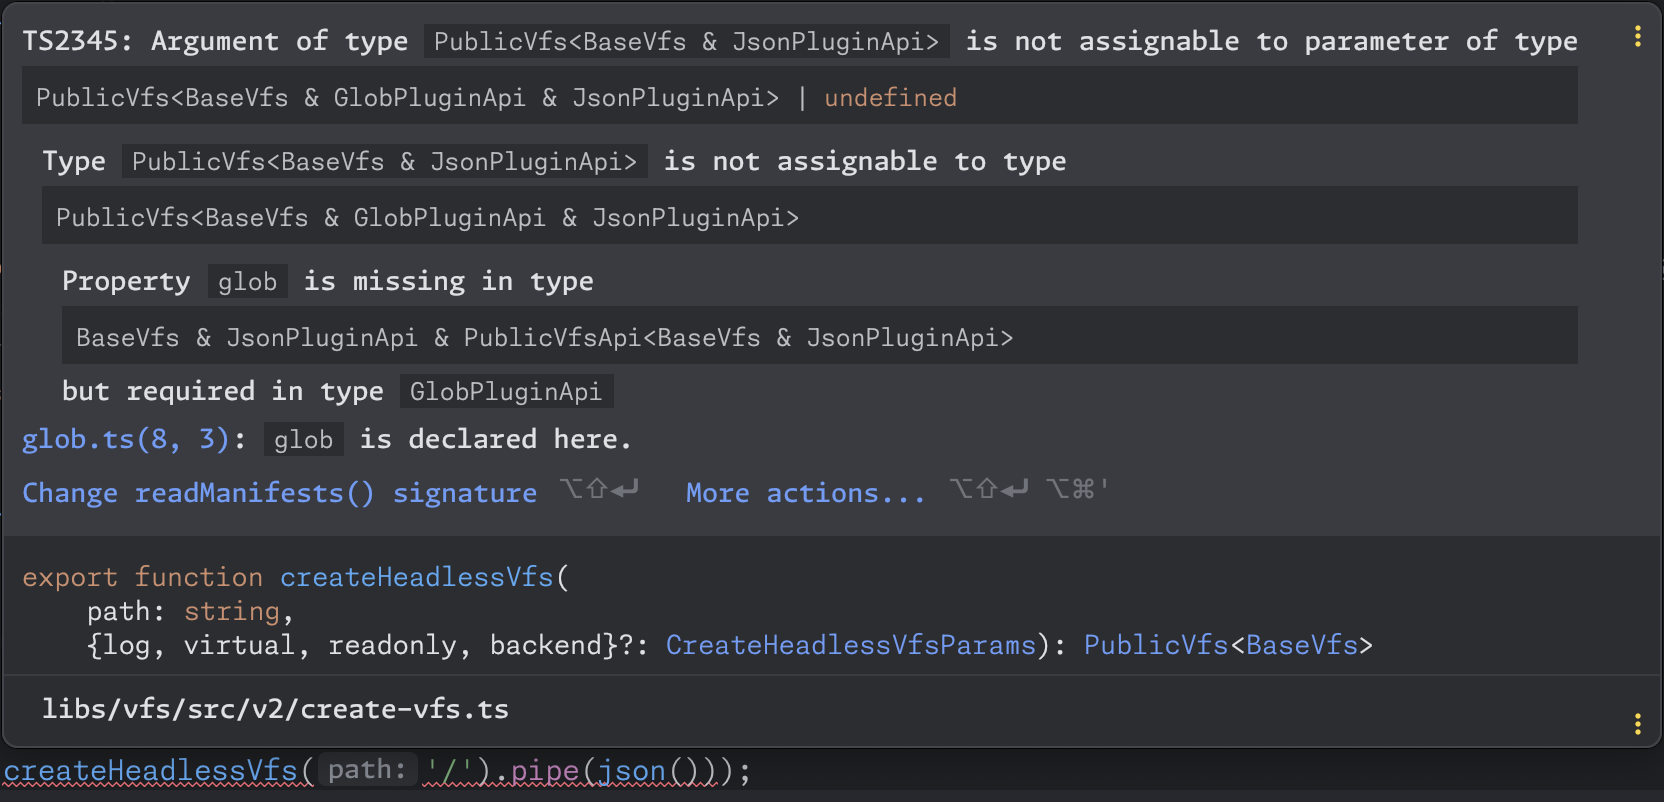 TS2345: Argument of type PublicVfs<BaseVfs & JsonPluginApi> is not assignable to parameter of type
PublicVfs<BaseVfs & GlobPluginApi & JsonPluginApi> | undefined
Type PublicVfs<BaseVfs & JsonPluginApi> is not assignable to type
PublicVfs<BaseVfs & GlobPluginApi & JsonPluginApi>
Property glob is missing in type
BaseVfs & JsonPluginApi & PublicVfsApi<BaseVfs & JsonPluginApi>
but required in type GlobPluginApi
glob.ts(8, 3): glob is declared here.
Change readManifests() signature ⌥⇧↩ More actions... ⌥⇧↩ ⌥⌘'
export function createHeadlessVfs(
path: string,
{log, virtual, readonly, backend}?: CreateHeadlessVfsParams): PublicVfs<BaseVfs>
libs/vfs/src/v2/create-vfs.ts
createHeadlessVfs( path: '/').pipe(json()));